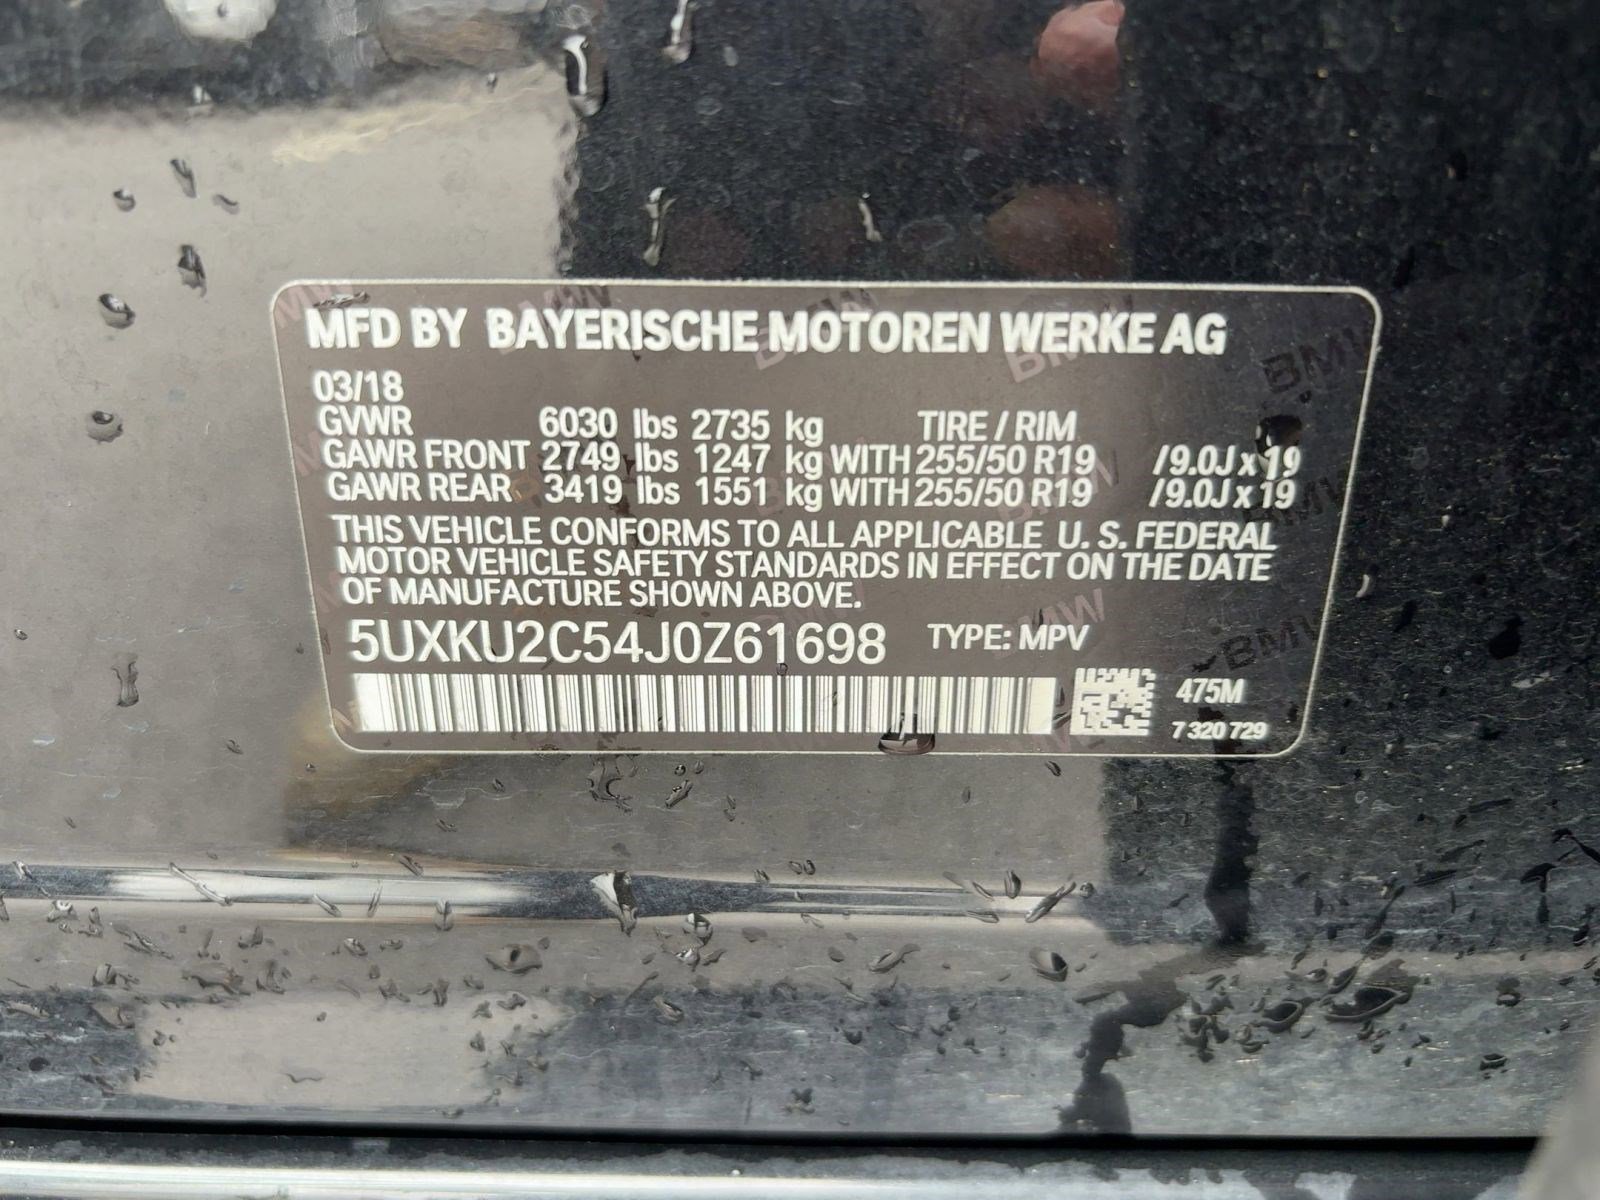 MFD BY BAYERISCHE MOTOREN WERKE AG
03/18
GVWR 6030 lbs 2735 kg TIRE / RIM
GAWR FRONT 2749 lbs 1247 kg WITH 255/50 R19 /9.0J x 19
GAWR REAR 3419 lbs 1551 kg WITH 255/50 R19 /9.0J x 19
THIS VEHICLE CONFORMS TO ALL APPLICABLE U. S. FEDERAL
MOTOR VEHICLE SAFETY STANDARDS IN EFFECT ON THE DATE
OF MANUFACTURE SHOWN ABOVE.
5UXKU2C54J0Z61698 TYPE: MPV
475M
7 320 729